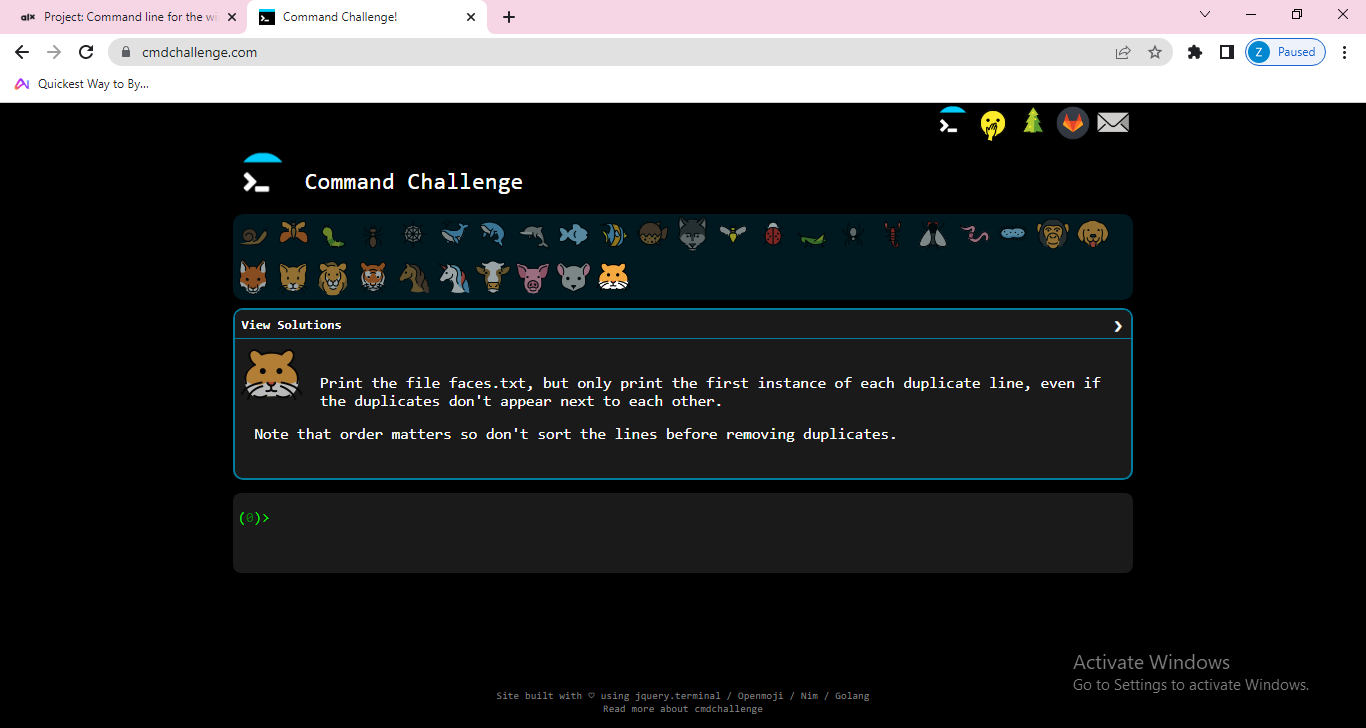 alx Project: Command line for the wi
Command Challenge!
cmdchallenge.com
Z Paused
Quickest Way to By...
Command Challenge
View Solutions
Print the file faces.txt, but only print the first instance of each duplicate line, even if
the duplicates don't appear next to each other.
Note that order matters so don't sort the lines before removing duplicates.
(0)>
Activate Windows
Go to Settings to activate Windows.
Site built with ♡ using jquery.terminal / Openmoji / Nim / Golang
Read more about cmdchallenge